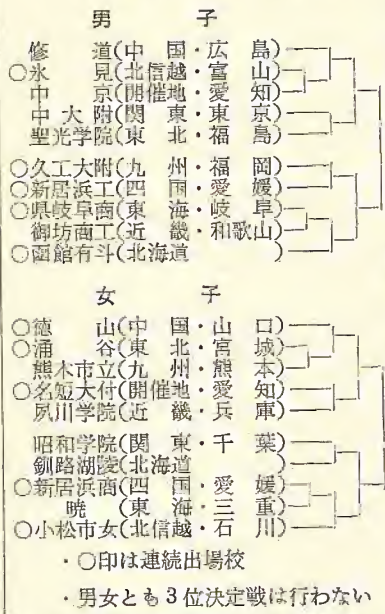 男子
修道(中国・広島)
○氷見(北信越・富山)
中京(開催地・愛知)
中大附(関東・東京)
聖光学院(東北・福島)
○久工大附(九州・福岡)
○新居浜工(四国・愛媛)
○県岐阜商(東海・岐阜)
御坊商工(近畿・和歌山)
○函館有斗(北海道)
女子
○徳山(中国・山口)
○涌谷(東北・宮城)
熊本市立(九州・熊本)
○名短大付(開催地・愛知)
夙川学院(近畿・兵庫)
昭和学院(関東・千葉)
釧路湖陵(北海道)
○新居浜商(四国・愛媛)
暁(東海・三重)
○小松市女(北信越・石川)
・○印は連続出場校
・男女とも3位決定戦は行わない